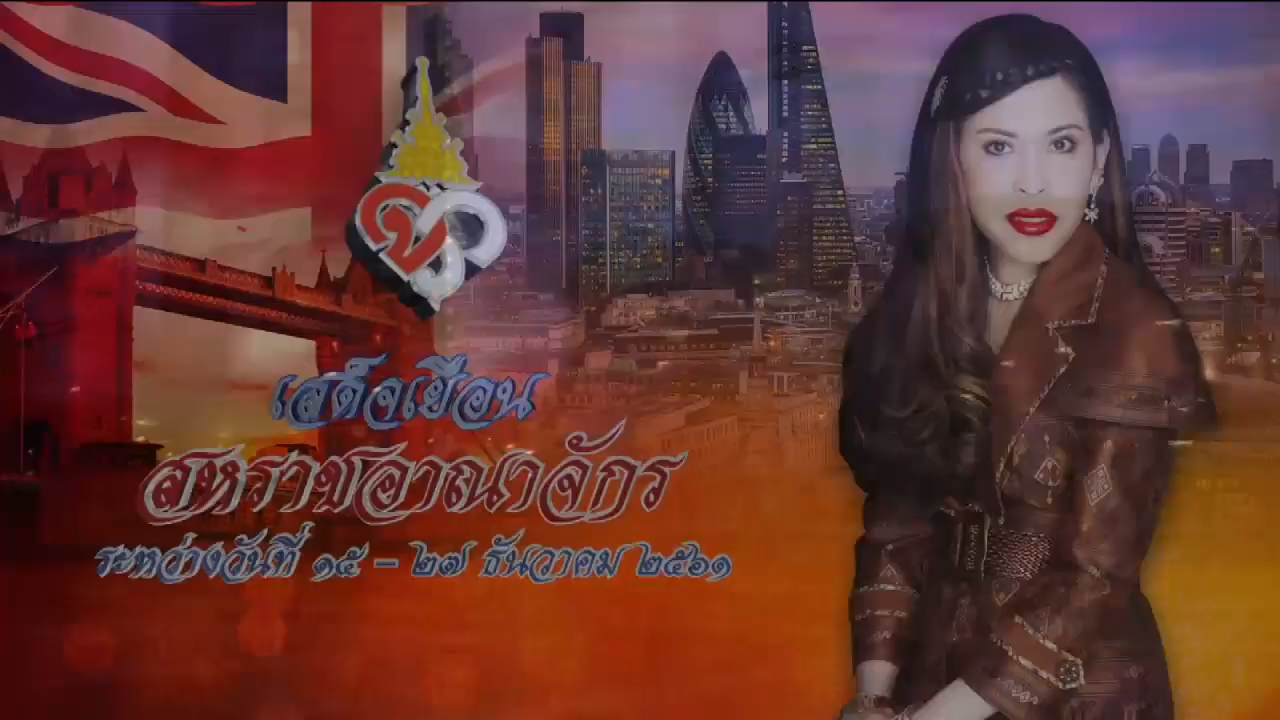 เสด็จเยือน
สหราชอาณาจักร
ระหว่างวันที่ ๑๕ - ๒๗ ธันวาคม ๒๕๖๑